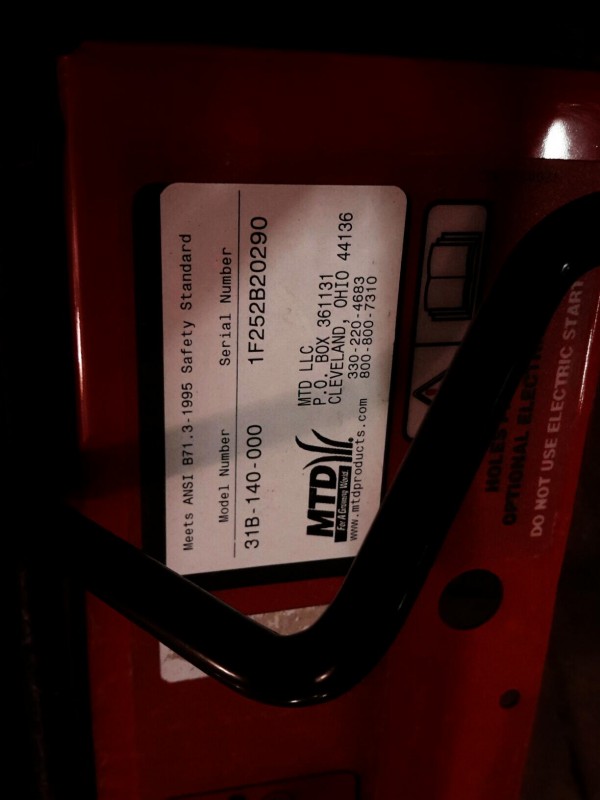 Meets ANSI B71.3-1995 Safety Standard
Model Number Serial Number
31B-140-000 1F252B20290
MTD
For A Growing World.
www.mtdproducts.com
MTD LLC
P.O. BOX 361131
CLEVELAND, OHIO 44136
330-220-4683
800-800-7310
HOLES
OPTIONAL ELECTRIC
DO NOT USE ELECTRIC START